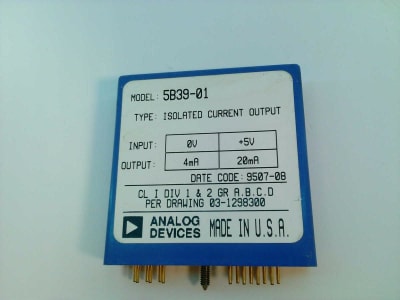 MODEL: 5B39-01
TYPE: ISOLATED CURRENT OUTPUT
INPUT: 0V +5V
OUTPUT: 4mA 20mA
DATE CODE: 9507-08
CL I DIV 1 & 2 GR A.B.C.D
PER DRAWING 03-1298300
ANALOG
DEVICES MADE IN U.S.A.